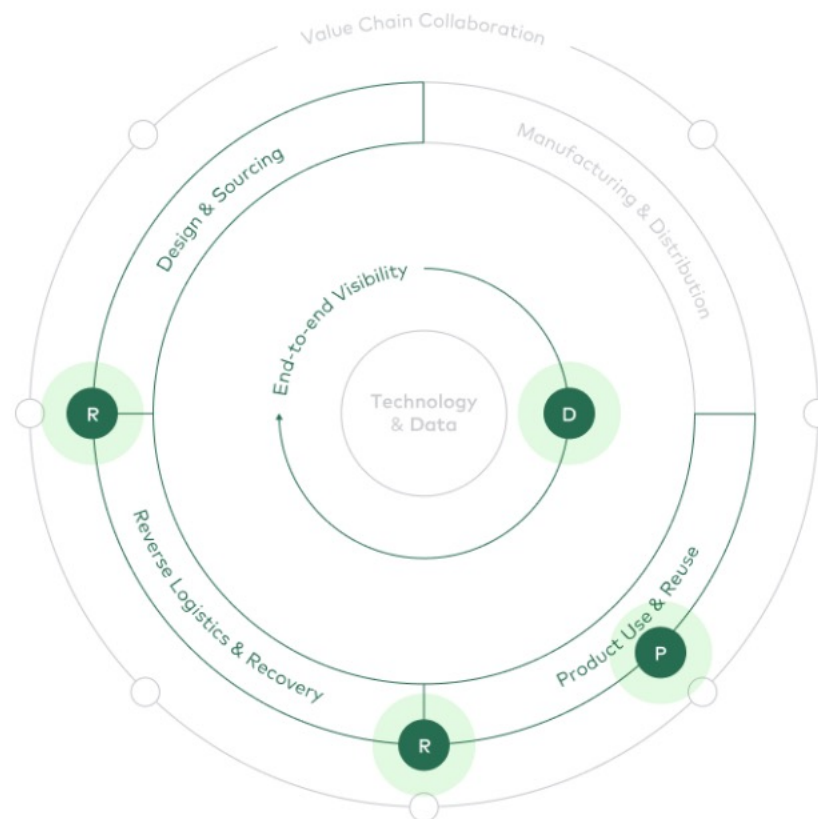 Value Chain Collaboration
Design & Sourcing
Manufacturing & Distribution
End-to-end Visibility
Technology
& Data
R
D
Reverse Logistics & Recovery
Product Use & Reuse
P
R